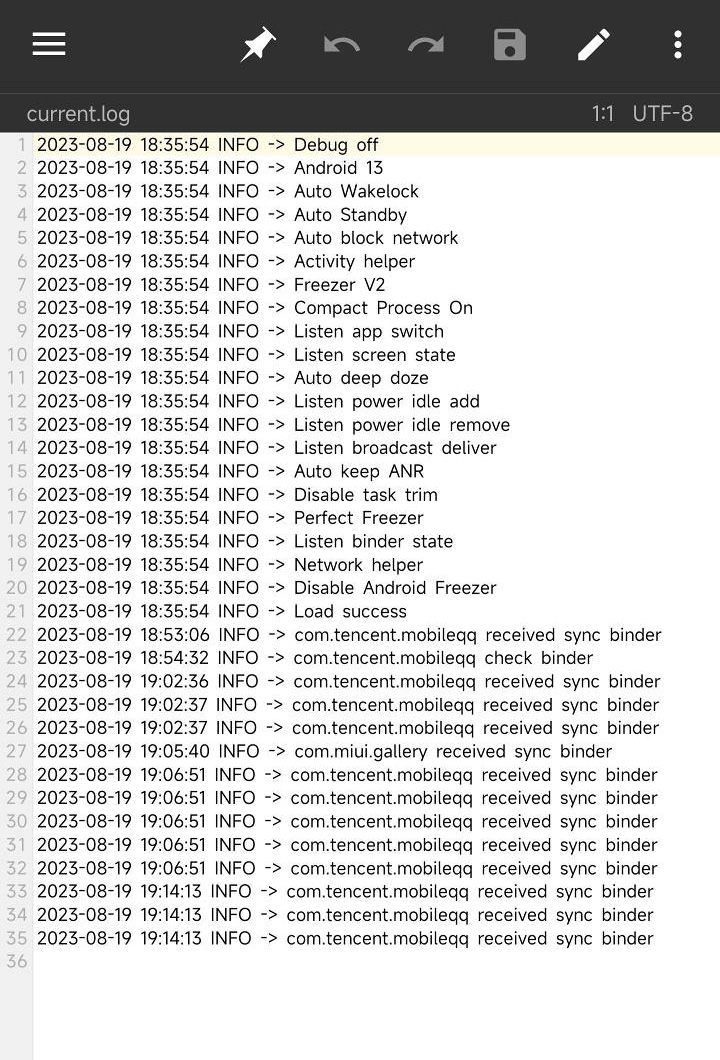 current.log 1:1 UTF-8
1 2023-08-19 18:35:54 INFO -> Debug off
2 2023-08-19 18:35:54 INFO -> Android 13
3 2023-08-19 18:35:54 INFO -> Auto Wakelock
4 2023-08-19 18:35:54 INFO -> Auto Standby
5 2023-08-19 18:35:54 INFO -> Auto block network
6 2023-08-19 18:35:54 INFO -> Activity helper
7 2023-08-19 18:35:54 INFO -> Freezer V2
8 2023-08-19 18:35:54 INFO -> Compact Process On
9 2023-08-19 18:35:54 INFO -> Listen app switch
10 2023-08-19 18:35:54 INFO -> Listen screen state
11 2023-08-19 18:35:54 INFO -> Auto deep doze
12 2023-08-19 18:35:54 INFO -> Listen power idle add
13 2023-08-19 18:35:54 INFO -> Listen power idle remove
14 2023-08-19 18:35:54 INFO -> Listen broadcast deliver
15 2023-08-19 18:35:54 INFO -> Auto keep ANR
16 2023-08-19 18:35:54 INFO -> Disable task trim
17 2023-08-19 18:35:54 INFO -> Perfect Freezer
18 2023-08-19 18:35:54 INFO -> Listen binder state
19 2023-08-19 18:35:54 INFO -> Network helper
20 2023-08-19 18:35:54 INFO -> Disable Android Freezer
21 2023-08-19 18:35:54 INFO -> Load success
22 2023-08-19 18:53:06 INFO -> com.tencent.mobileqq received sync binder
23 2023-08-19 18:54:32 INFO -> com.tencent.mobileqq check binder
24 2023-08-19 19:02:36 INFO -> com.tencent.mobileqq received sync binder
25 2023-08-19 19:02:37 INFO -> com.tencent.mobileqq received sync binder
26 2023-08-19 19:02:37 INFO -> com.tencent.mobileqq received sync binder
27 2023-08-19 19:05:40 INFO -> com.miui.gallery received sync binder
28 2023-08-19 19:06:51 INFO -> com.tencent.mobileqq received sync binder
29 2023-08-19 19:06:51 INFO -> com.tencent.mobileqq received sync binder
30 2023-08-19 19:06:51 INFO -> com.tencent.mobileqq received sync binder
31 2023-08-19 19:06:51 INFO -> com.tencent.mobileqq received sync binder
32 2023-08-19 19:06:51 INFO -> com.tencent.mobileqq received sync binder
33 2023-08-19 19:14:13 INFO -> com.tencent.mobileqq received sync binder
34 2023-08-19 19:14:13 INFO -> com.tencent.mobileqq received sync binder
35 2023-08-19 19:14:13 INFO -> com.tencent.mobileqq received sync binder
36